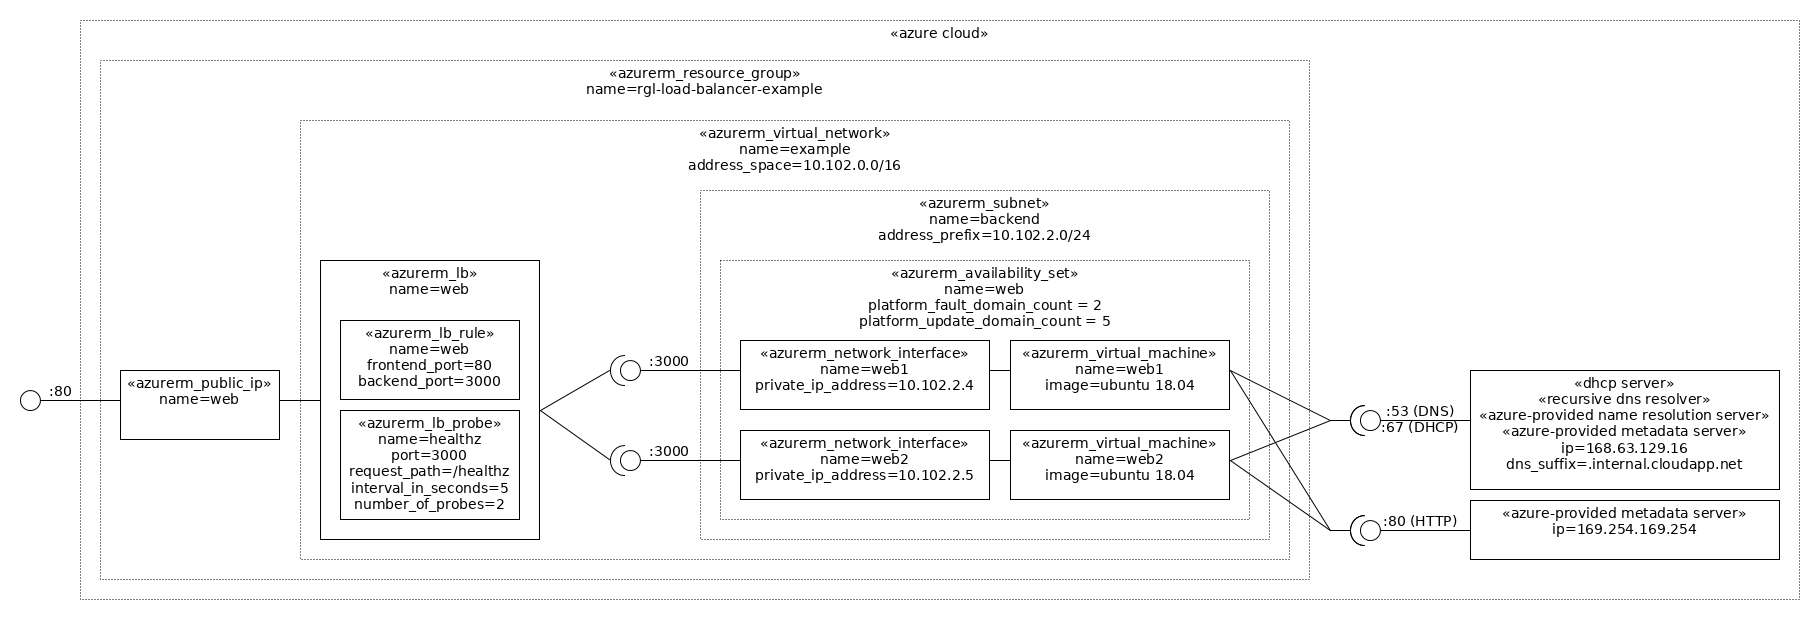 «azure cloud»
«azurerm_resource_group»
name=rgl-load-balancer-example
«azurerm_virtual_network»
name=example
address_space=10.102.0.0/16
«azurerm_subnet»
name=backend
address_prefix=10.102.2.0/24
«azurerm_availability_set»
name=web
platform_fault_domain_count = 2
platform_update_domain_count = 5
:80
«azurerm_public_ip»
name=web
«azurerm_lb»
name=web
«azurerm_lb_rule»
name=web
frontend_port=80
backend_port=3000
«azurerm_lb_probe»
name=healthz
port=3000
request_path=/healthz
interval_in_seconds=5
number_of_probes=2
:3000
«azurerm_network_interface»
name=web1
private_ip_address=10.102.2.4
«azurerm_virtual_machine»
name=web1
image=ubuntu 18.04
:3000
«azurerm_network_interface»
name=web2
private_ip_address=10.102.2.5
«azurerm_virtual_machine»
name=web2
image=ubuntu 18.04
:53 (DNS)
:67 (DHCP)
«dhcp server»
«recursive dns resolver»
«azure-provided name resolution server»
«azure-provided metadata server»
ip=168.63.129.16
dns_suffix=.internal.cloudapp.net
:80 (HTTP)
«azure-provided metadata server»
ip=169.254.169.254